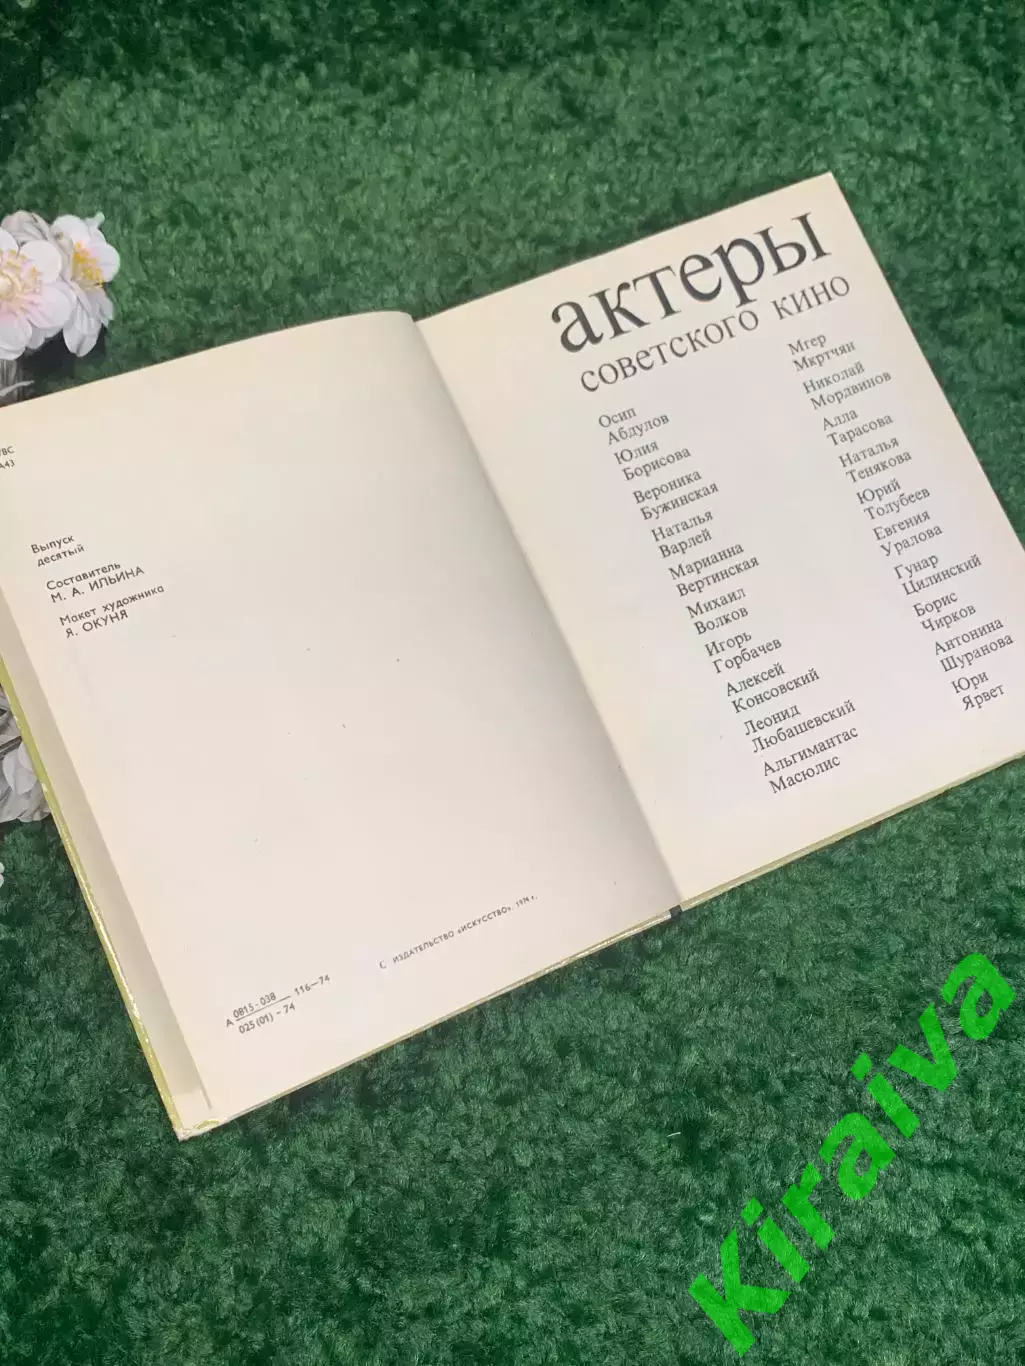 А43
Выпуск
десятый
Составитель
М. А. ИЛЬИНА
Макет художника
Я. ОКУНЯ
С ИЗДАТЕЛЬСТВО «ИСКУССТВО», 1974 г.
А 0815-038 116—74
025(01)-74
актеры
советского кино
Осип
Абдулов
Юлия
Борисова
Вероника
Бужинская
Наталья
Варлей
Марианна
Вертинская
Михаил
Волков
Игорь
Горбачев
Алексей
Консовский
Леонид
Любашевский
Альгимантас
Масюлис
Мгер
Мкртчян
Николай
Мордвинов
Алла
Тарасова
Наталья
Тенякова
Юрий
Толубеев
Евгения
Уралова
Гунар
Цилинский
Борис
Чирков
Антонина
Шуранова
Юри
Ярвет
Kiraiva